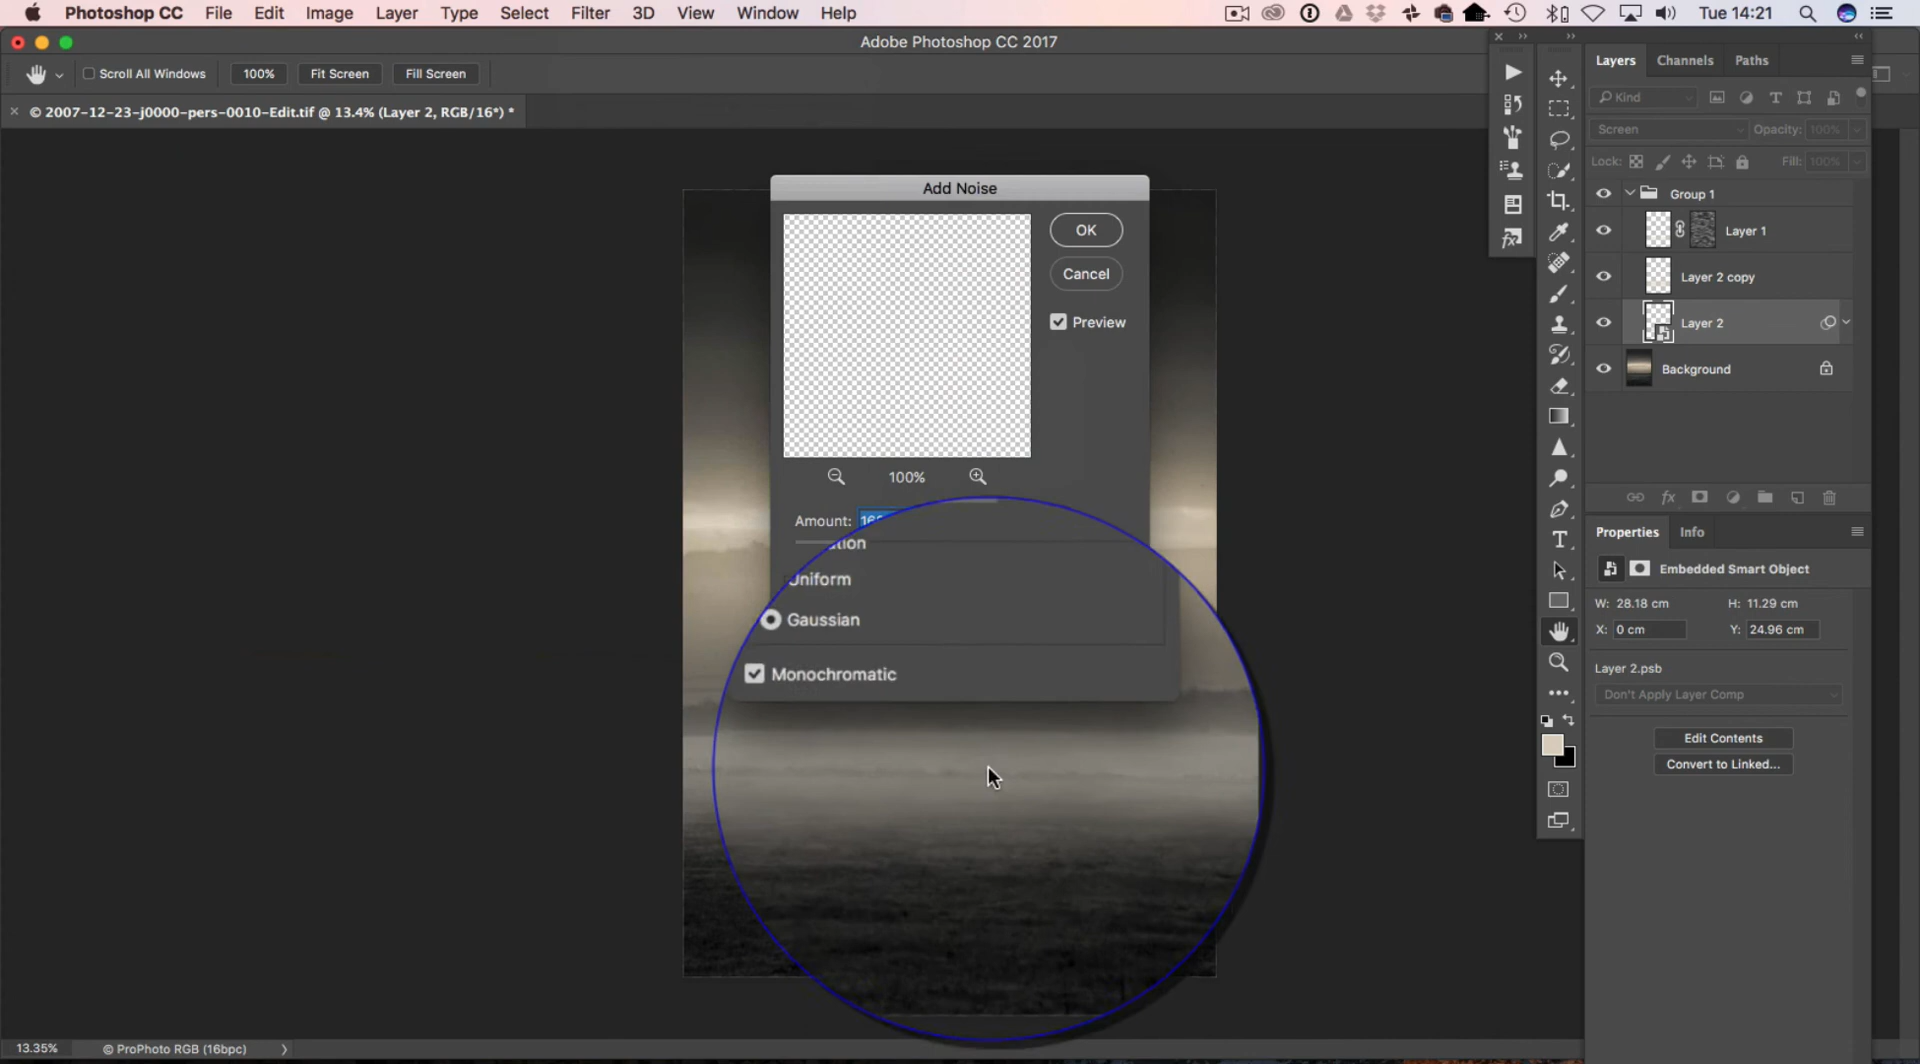 Photoshop CC File Edit Image Layer Type Select Filter 3D View Window Help Tue 14:21
Adobe Photoshop CC 2017
Scroll All Windows 100% Fit Screen Fill Screen
© 2007-12-23-j0000-pers-0010-Edit.tif @ 13.4% (Layer 2, RGB/16*) *
Add Noise
OK
Cancel
Preview
100%
Amount:
Uniform
Gaussian
Monochromatic
Layers Channels Paths
Kind
Screen Opacity: 100%
Lock: Fill: 100%
Group 1
Layer 1
Layer 2 copy
Layer 2
Background
Properties Info
Embedded Smart Object
W: 28.18 cm H: 11.29 cm
X: 0 cm Y: 24.96 cm
Layer 2.psb
Don't Apply Layer Comp
Edit Contents
Convert to Linked...
13.35% © ProPhoto RGB (16bpc)